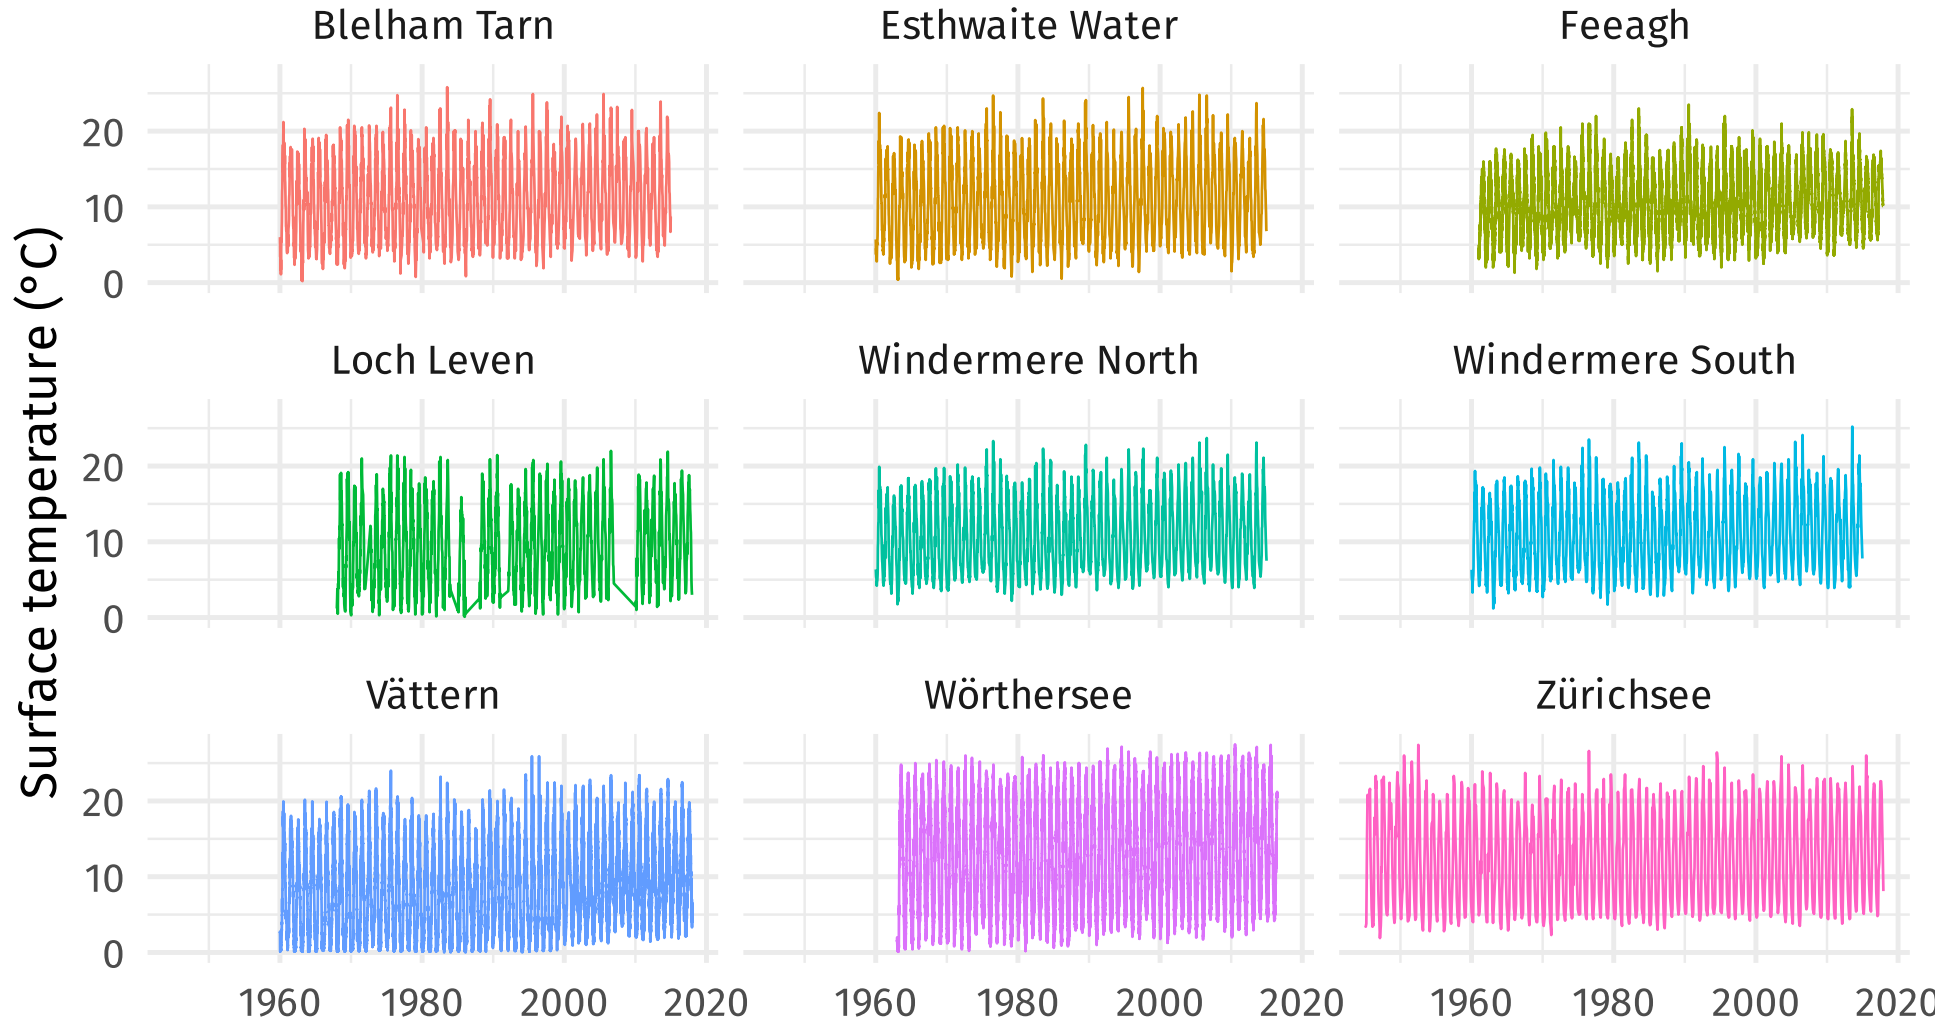 Blelham Tarn
Esthwaite Water
Feeagh
20
10
0
Loch Leven
Windermere North
Windermere South
20
10
0
Surface temperature (°C)
Vättern
Wörthersee
Zürichsee
20
10
0
1960 1980 2000 2020
1960 1980 2000 2020
1960 1980 2000 2020